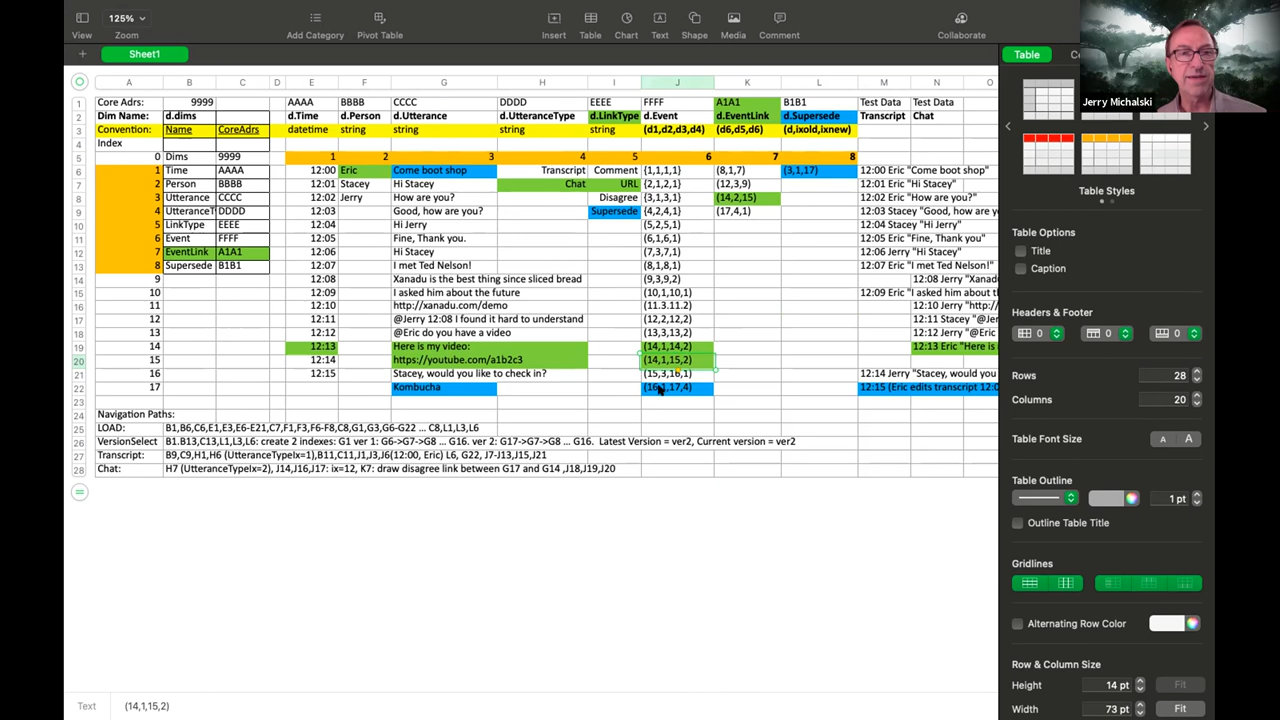 125%
View Zoom Add Category Pivot Table Insert Table Chart Text Shape Media Comment Collaborate
+ Sheet1 Table
Jerry Michalski
A B C D E F G H I J K L M N O
1 Core Adrs: 9999 AAAA BBBB CCCC DDDD EEEE FFFF A1A1 B1B1 Test Data Test Data
2 Dim Name: d.dims d.Time d.Person d.Utterance d.UtteranceType d.LinkType d.Event d.EventLink d.Supersede Transcript Chat
3 Convention: Name CoreAdrs datetime string string string string (d1,d2,d3,d4) (d6,d5,d6) (d,ixold,ixnew)
4 Index
5 0 Dims 9999 1 2 3 4 5 6 7 8
6 1 Time AAAA 12:00 Eric Come boot shop Transcript Comment (1,1,1,1) (8,1,7) (3,1,17) 12:00 Eric "Come boot shop"
7 2 Person BBBB 12:01 Stacey Hi Stacey Chat URL (2,1,2,1) (12,3,9) 12:01 Eric "Hi Stacey"
8 3 Utterance CCCC 12:02 Jerry How are you? Disagree (3,1,3,1) (14,2,15) 12:02 Eric "How are you?"
9 4 UtteranceT DDDD 12:03 Good, how are you? Supersede (4,2,4,1) (17,4,1) 12:03 Stacey "Good, how are yo
10 5 LinkType EEEE 12:04 Hi Jerry (5,2,5,1) 12:04 Stacey "Hi Jerry"
11 6 Event FFFF 12:05 Fine, Thank you. (6,1,6,1) 12:05 Eric "Fine, Thank you"
12 7 EventLink A1A1 12:06 Hi Stacey (7,3,7,1) 12:06 Jerry "Hi Stacey"
13 8 Supersede B1B1 12:07 I met Ted Nelson! (8,1,8,1) 12:07 Eric "I met Ted Nelson!"
14 9 12:08 Xanadu is the best thing since sliced bread (9,3,9,2) 12:08 Jerry "Xanadu
15 10 12:09 I asked him about the future (10,1,10,1) 12:09 Eric "I asked him about the
16 11 12:10 http://xanadu.com/demo (11.3.11.2) 12:10 Jerry "http:/
17 12 12:11 @Jerry 12:08 I found it hard to understand (12,2,12,2) 12:11 Stacey "@Je
18 13 12:12 @Eric do you have a video (13,3,13,2) 12:12 Jerry "@Eric
19 14 12:13 Here is my video: (14,1,14,2) 12:13 Eric "Here is
20 15 12:14 https://youtube.com/a1b2c3 (14,1,15,2)
21 16 12:15 Stacey, would you like to check in? (15,3,16,1) 12:14 Jerry "Stacey, would you
22 17 Kombucha (16,1,17,4) 12:15 (Eric edits transcript 12:0
23
24 Navigation Paths:
25 LOAD: B1,B6,C6,E1,E3,E6-E21,C7,F1,F3,F6-F8,C8,G1,G3,G6-G22 ... C8,L1,L3,L6
26 VersionSelect B1.B13,C13,L1,L3,L6: create 2 indexes: G1 ver 1: G6->G7->G8 ... G16. ver 2: G17->G7->G8 ... G16. Latest Version = ver2, Current version = ver2
27 Transcript: B9,C9,H1,H6 (UtteranceTypeIx=1),B11,C11,J1,J3,J6(12:00, Eric) L6, G22, J7-J13,J15,J21
28 Chat: H7 (UtteranceTypeIx=2), J14,J16,J17: ix=12, K7: draw disagree link between G17 and G14 ,J18,J19,J20
Table Styles
Table Options
Title
Caption
Headers & Footer
0 0 0
Rows 28
Columns 20
Table Font Size A A
Table Outline
1 pt
Outline Table Title
Gridlines
Alternating Row Color
Row & Column Size
Height 14 pt Fit
Width 73 pt Fit
Text (14,1,15,2)